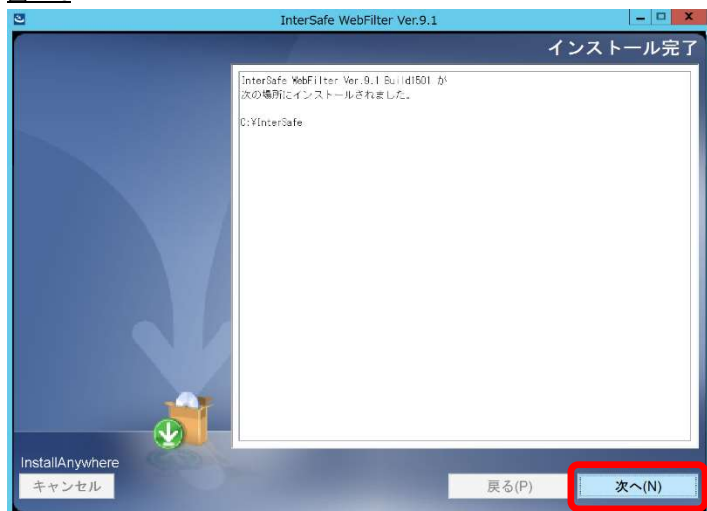 InterSafe WebFilter Ver.9.1
インストール完了
InterSafe WebFilter Ver.9.1 Build1501 が
次の場所にインストールされました。
C:¥InterSafe
InstallAnywhere
キャンセル
戻る(P)
次へ(N)